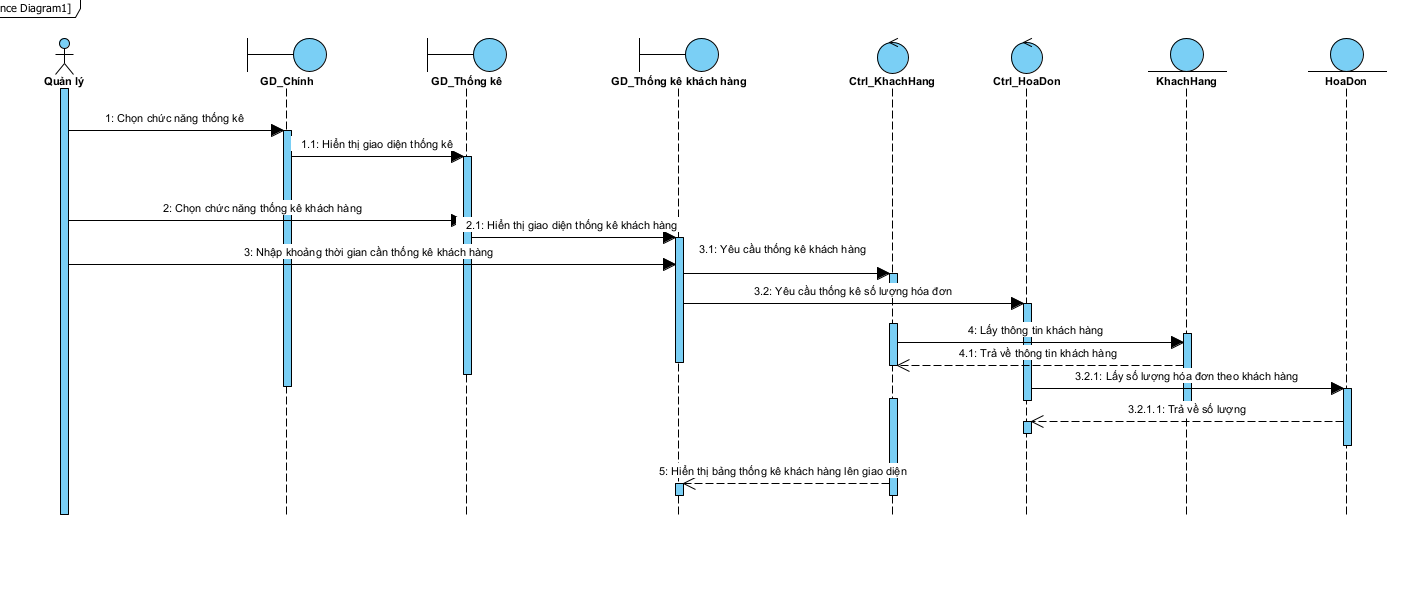 nce Diagram1]
Quản lý
GD_Chính
GD_Thống kê
GD_Thống kê khách hàng
Ctrl_KhachHang
Ctrl_HoaDon
KhachHang
HoaDon
1: Chọn chức năng thống kê
1.1: Hiển thị giao diện thống kê
2: Chọn chức năng thống kê khách hàng
2.1: Hiển thị giao diện thống kê khách hàng
3: Nhập khoảng thời gian cần thống kê khách hàng
3.1: Yêu cầu thống kê khách hàng
3.2: Yêu cầu thống kê số lượng hóa đơn
4: Lấy thông tin khách hàng
4.1: Trả về thông tin khách hàng
3.2.1: Lấy số lượng hóa đơn theo khách hàng
3.2.1.1: Trả về số lượng
5: Hiển thị bảng thống kê khách hàng lên giao diện